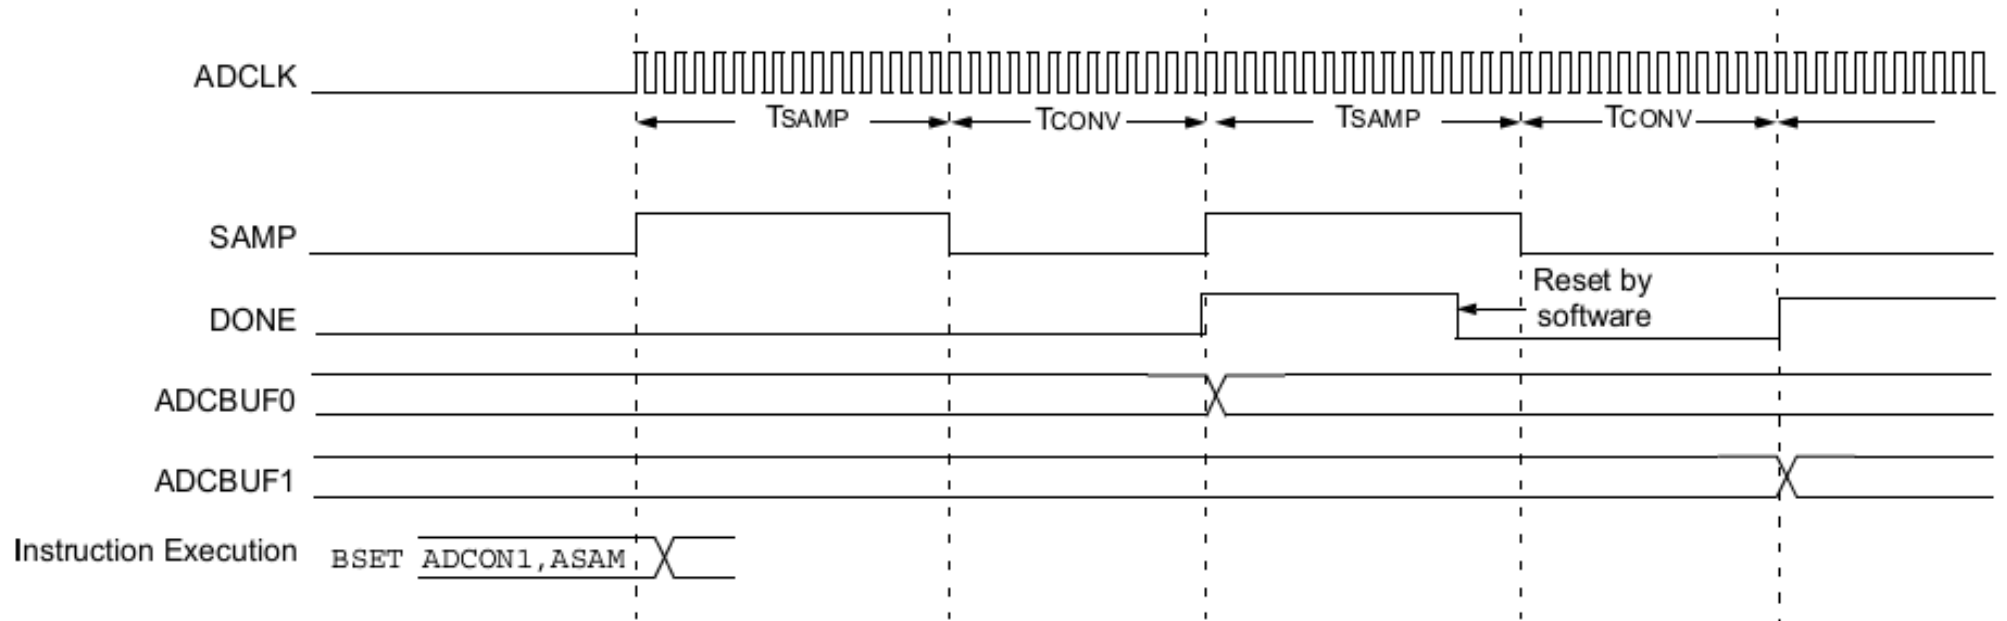 ADCLK
TSAMP TCONV TSAMP TCONV
SAMP
Reset by
software
DONE
ADCBUF0
ADCBUF1
Instruction Execution BSET ADCON1,ASAM